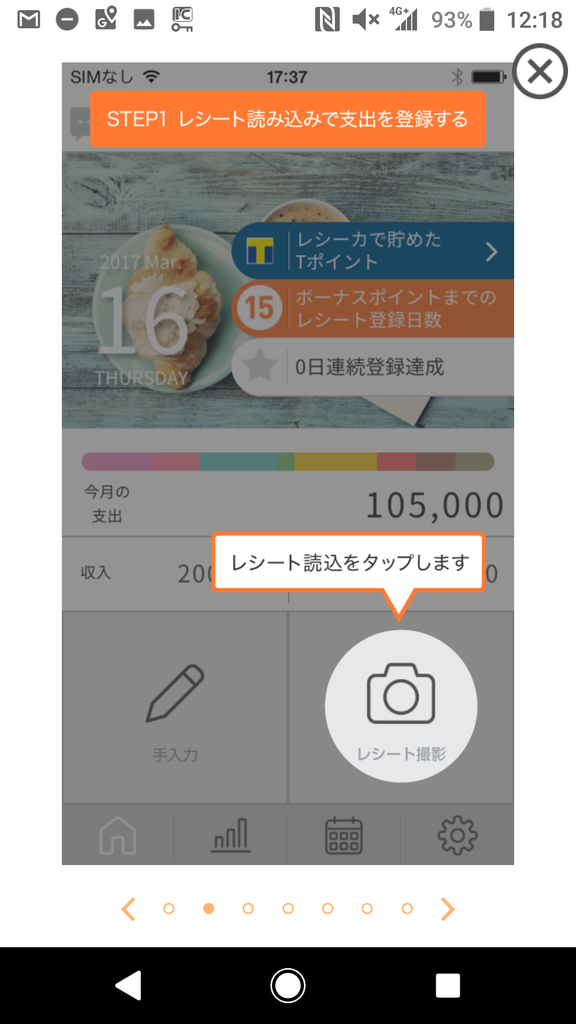 4G+ 93% 12:18
SIMなし 17:37
STEP1 レシート読み込みで支出を登録する
2017 Mar.
16
THURSDAY
T
レシーカで貯めた
Tポイント
15
ボーナスポイントまでの
レシート登録日数
0日連続登録達成
今月の
支出
105,000
レシート読込をタップします
収入
手入力
レシート撮影